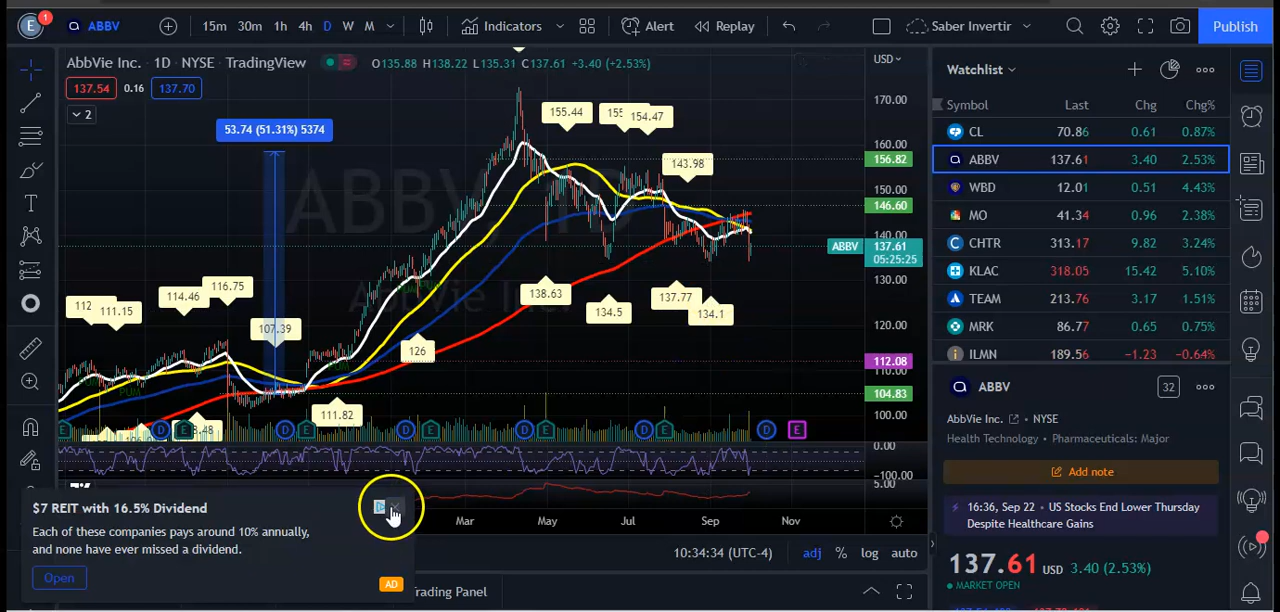 E 1 ABBV 15m 30m 1h 4h D W M Indicators Alert Replay Saber Invertir Publish
AbbVie Inc. · 1D · NYSE · TradingView O135.88 H138.22 L135.31 C137.61 +3.40 (+2.53%)
137.54 0.16 137.70
2
53.74 (51.31%) 5374
155.44
154.47
143.98
116.75
114.46
111.15
112
107.39
138.63
137.77
134.5
134.1
126
111.82
USD
170.00
160.00
156.82
150.00
146.60
140.00
ABBV 137.61
05:25:25
130.00
120.00
112.08
110.00
104.83
100.00
0.00
−100.00
5.00
D E D E D E D E D E D E
Mar May Jul Sep Nov
10:34:34 (UTC-4) adj % log auto
Trading Panel
$7 REIT with 16.5% Dividend
Each of these companies pays around 10% annually,
and none have ever missed a dividend.
Open
AD
Watchlist
Symbol Last Chg Chg%
CL 70.86 0.61 0.87%
ABBV 137.61 3.40 2.53%
WBD 12.01 0.51 4.43%
MO 41.34 0.96 2.38%
CHTR 313.17 9.82 3.24%
KLAC 318.05 15.42 5.10%
TEAM 213.76 3.17 1.51%
MRK 86.77 0.65 0.75%
ILMN 189.56 −1.23 −0.64%
ABBV 32
AbbVie Inc. · NYSE
Health Technology · Pharmaceuticals: Major
Add note
16:36, Sep 22 • US Stocks End Lower Thursday
Despite Healthcare Gains
137.61 USD 3.40 (2.53%)
MARKET OPEN